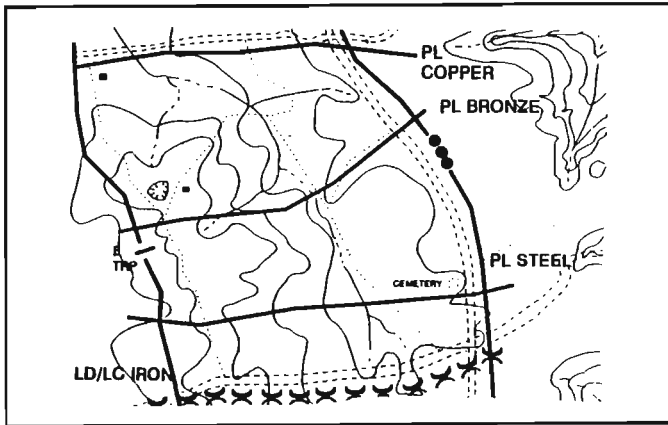 PL
COPPER
PL BRONZE
E
TRP
PL STEEL
CEMETERY
LD/LC IRON